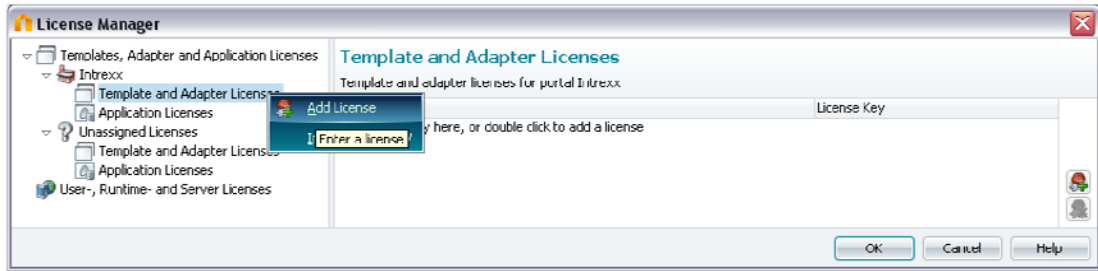 License Manager
Templates, Adapter and Application Licenses
Intrexx
Template and Adapter Licenses
Application Licenses
Unassigned Licenses
Template and Adapter Licenses
Application Licenses
User-, Runtime- and Server Licenses
Template and Adapter Licenses
Template and adapter licenses for portal Intrexx
License Key
here, or double click to add a license
Add License
Enter a license
OK
Cancel
Help